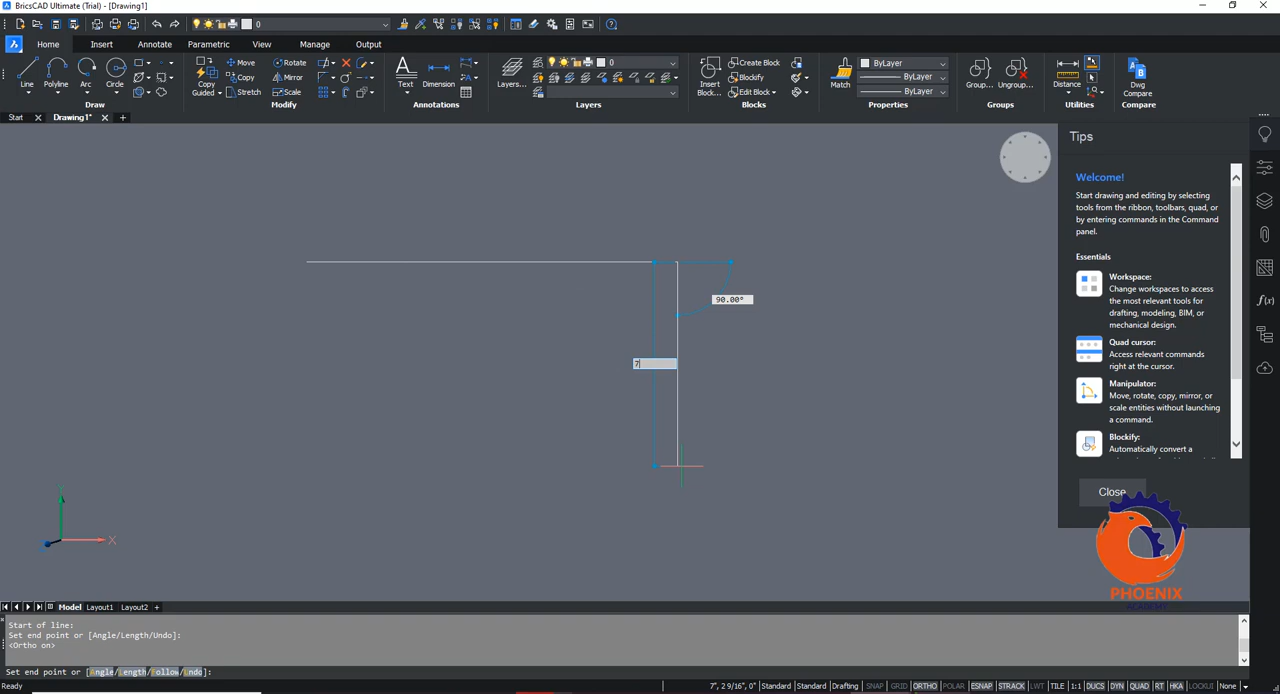 BricsCAD Ultimate (Trial) - [Drawing1]
0
Home Insert Annotate Parametric View Manage Output
Line Polyline Arc Circle
Draw
Copy Guided Move Copy Stretch Rotate Mirror Scale
Modify
Text Dimension
Annotations
Layers... 0
Layers
Insert Block... Create Block Blockify Edit Block
Blocks
Match ByLayer ByLayer ByLayer
Properties
Group... Ungroup...
Groups
Distance
Utilities
Dwg Compare
Compare
Start Drawing1*
90.00°
7
Y
X
Tips
Welcome!
Start drawing and editing by selecting
tools from the ribbon, toolbars, quad, or
by entering commands in the Command
panel.
Essentials
Workspace:
Change workspaces to access
the most relevant tools for
drafting, modeling, BIM, or
mechanical design.
Quad cursor:
Access relevant commands
right at the cursor.
Manipulator:
Move, rotate, copy, mirror, or
scale entities without launching
a command.
Blockify:
Automatically convert a
Close
f(x)
PHOENIX
ACADEMY
Model Layout1 Layout2 +
Start of line:
Set end point or [Angle/Length/Undo]:
<Ortho on>
Set end point or [Angle/Length/Follow/Undo]:
Ready 7", 2 9/16", 0" Standard Standard Drafting SNAP GRID ORTHO POLAR ESNAP STRACK LWT TILE 1:1 DUCS DYN QUAD RT HKA LOCKUI None